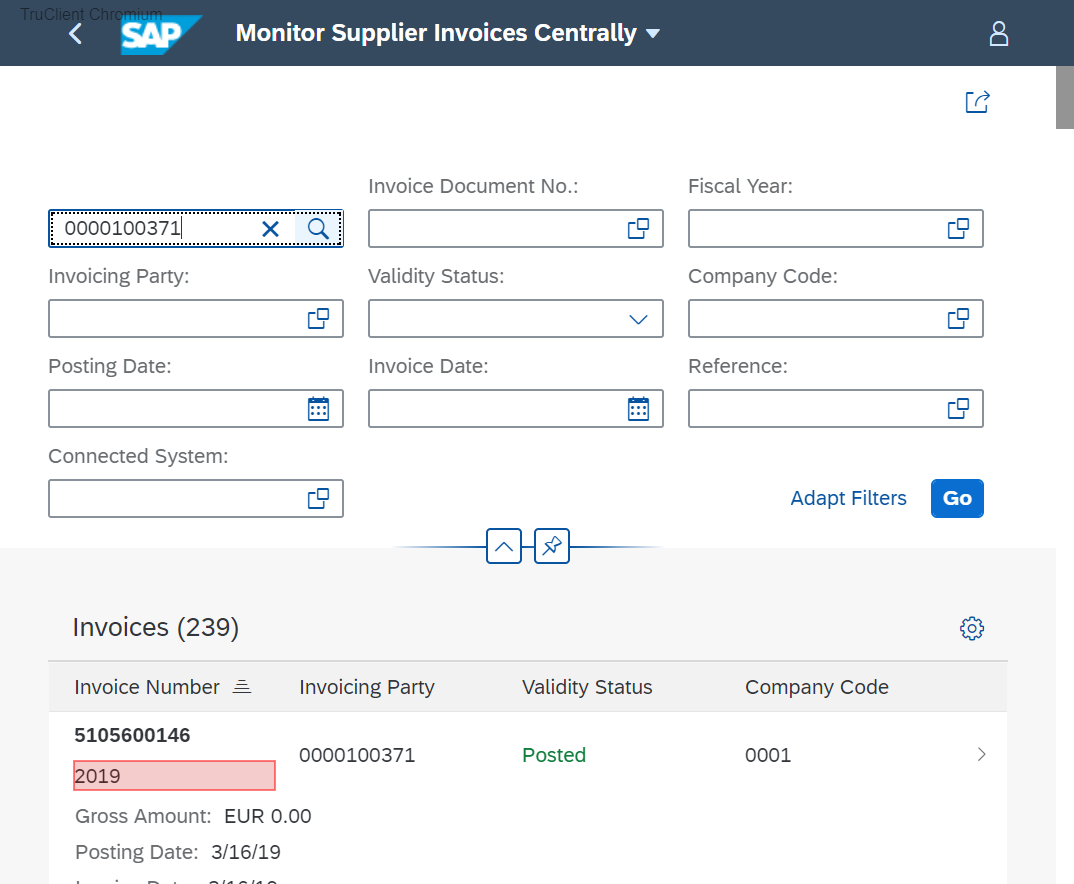 TruClient Chromium
SAP
Monitor Supplier Invoices Centrally
Invoice Document No.:
Fiscal Year:
0000100371
Invoicing Party:
Validity Status:
Company Code:
Posting Date:
Invoice Date:
Reference:
Connected System:
Adapt Filters
Go
Invoices (239)
Invoice Number
Invoicing Party
Validity Status
Company Code
5105600146
0000100371
Posted
0001
2019
Gross Amount: EUR 0.00
Posting Date: 3/16/19